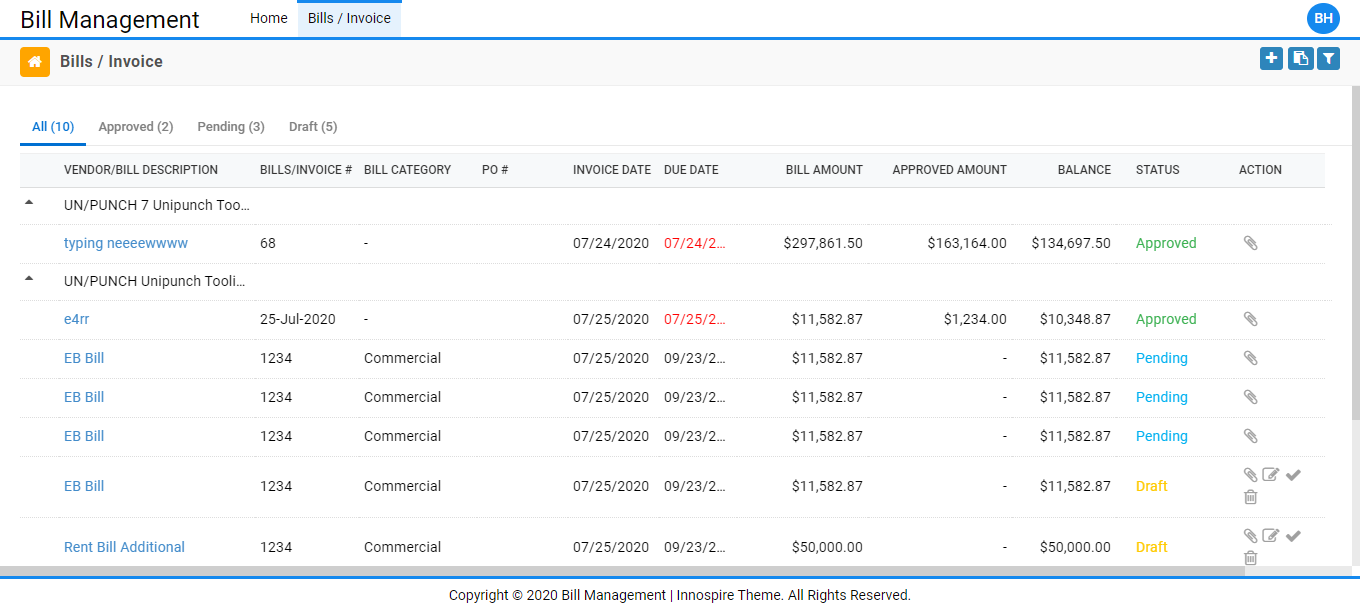 Bill Management Home Bills / Invoice BH
Bills / Invoice
All (10) Approved (2) Pending (3) Draft (5)
VENDOR/BILL DESCRIPTION BILLS/INVOICE # BILL CATEGORY PO # INVOICE DATE DUE DATE BILL AMOUNT APPROVED AMOUNT BALANCE STATUS ACTION
UN/PUNCH 7 Unipunch Too...
typing neeeewwww 68 - 07/24/2020 07/24/2... $297,861.50 $163,164.00 $134,697.50 Approved
UN/PUNCH Unipunch Tooli...
e4rr 25-Jul-2020 - 07/25/2020 07/25/2... $11,582.87 $1,234.00 $10,348.87 Approved
EB Bill 1234 Commercial 07/25/2020 09/23/2... $11,582.87 - $11,582.87 Pending
EB Bill 1234 Commercial 07/25/2020 09/23/2... $11,582.87 - $11,582.87 Pending
EB Bill 1234 Commercial 07/25/2020 09/23/2... $11,582.87 - $11,582.87 Pending
EB Bill 1234 Commercial 07/25/2020 09/23/2... $11,582.87 - $11,582.87 Draft
Rent Bill Additional 1234 Commercial 07/25/2020 09/23/2... $50,000.00 - $50,000.00 Draft
Copyright © 2020 Bill Management | Innospire Theme. All Rights Reserved.